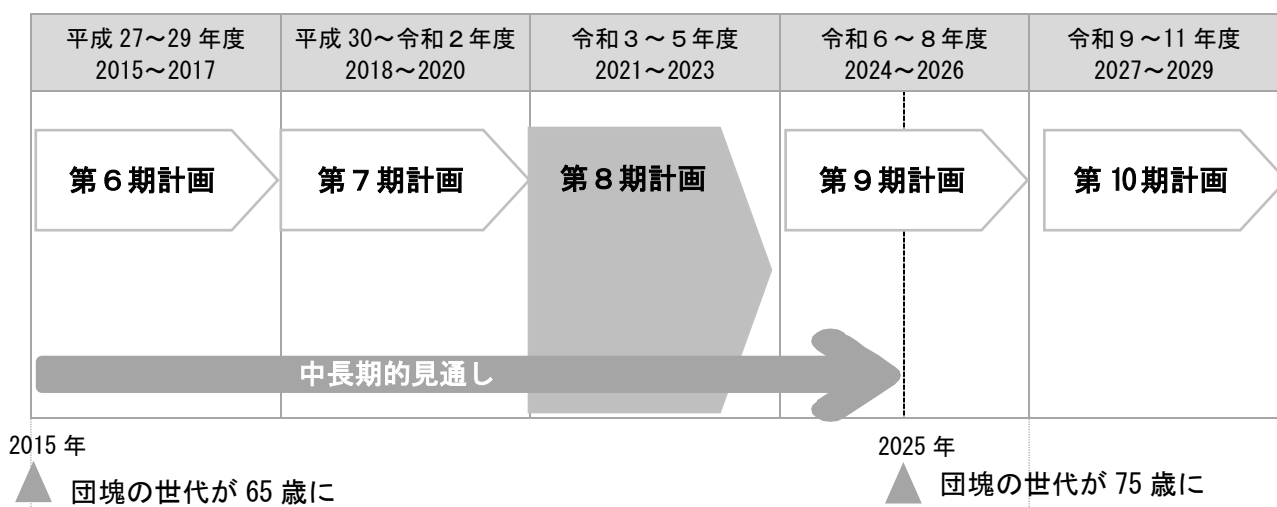 平成 27～29 年度
2015～2017
平成 30～令和２年度
2018～2020
令和３～５年度
2021～2023
令和６～８年度
2024～2026
令和９～11 年度
2027～2029
第６期計画
第７期計画
第８期計画
第９期計画
第 10期計画
中長期的見通し
2015 年
団塊の世代が 65 歳に
2025 年
団塊の世代が 75 歳に